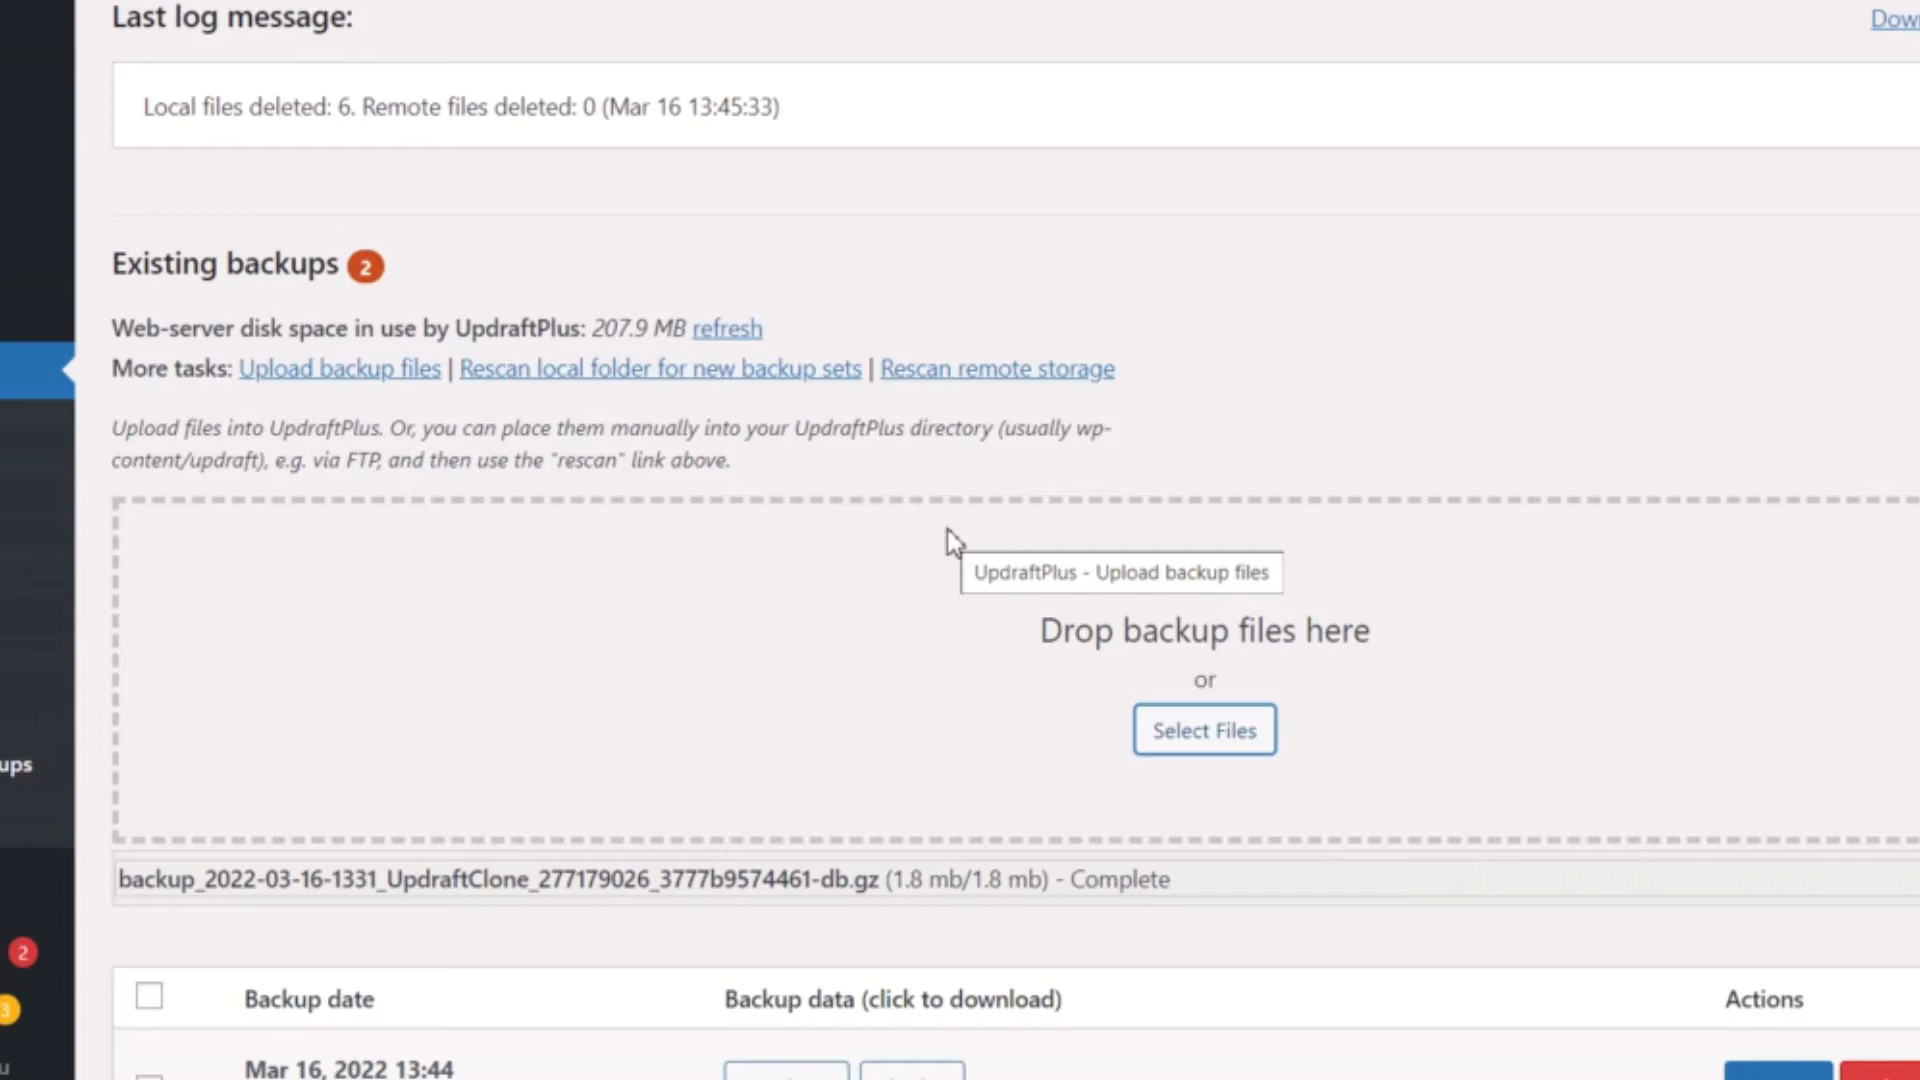 Last log message:
Local files deleted: 6. Remote files deleted: 0 (Mar 16 13:45:33)
Existing backups 2
Web-server disk space in use by UpdraftPlus: 207.9 MB refresh
More tasks: Upload backup files | Rescan local folder for new backup sets | Rescan remote storage
Upload files into UpdraftPlus. Or, you can place them manually into your UpdraftPlus directory (usually wp-
content/updraft), e.g. via FTP, and then use the "rescan" link above.
UpdraftPlus - Upload backup files
Drop backup files here
or
Select Files
ups
backup_2022-03-16-1331_UpdraftClone_277179026_3777b9574461-db.gz (1.8 mb/1.8 mb) - Complete
2
Backup date Backup data (click to download) Actions
3
Mar 16, 2022 13:44